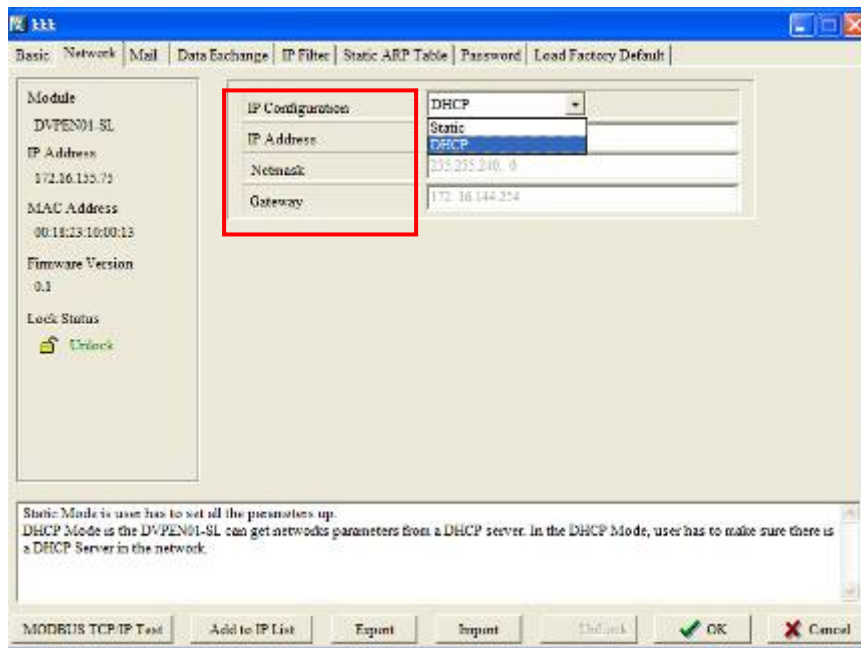 kkk
Basic Network Mail Data Exchange IP Filter Static ARP Table Password Load Factory Default
Module
DVPEN01-SL
IP Address
172.16.155.75
MAC Address
00:18:23:10:00:13
Firmware Version
0.1
Lock Status
Unlock
IP Configuration DHCP
Static
DHCP
IP Address
Netmask 255.255.240. 0
Gateway 172. 16.144.254
Static Mode is user has to set all the parameters up.
DHCP Mode is the DVPEN01-SL can get networks parameters from a DHCP server. In the DHCP Mode, user has to make sure there is
a DHCP Server in the network.
MODBUS TCP/IP Test Add to IP List Export Import Unlock OK Cancel